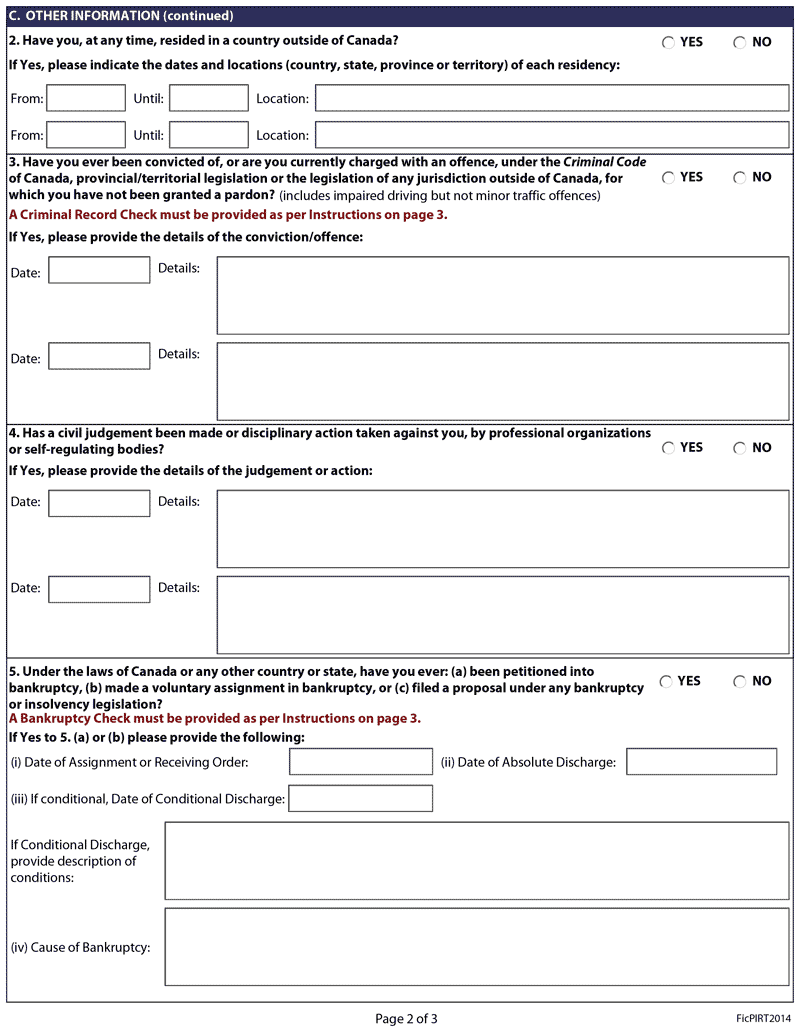 C. OTHER INFORMATION (continued)
2. Have you, at any time, resided in a country outside of Canada?
YES NO
If Yes, please indicate the dates and locations (country, state, province or territory) of each residency:
From: Until: Location:
From: Until: Location:
3. Have you ever been convicted of, or are you currently charged with an offence, under the Criminal Code
of Canada, provincial/territorial legislation or the legislation of any jurisdiction outside of Canada, for
which you have not been granted a pardon? (includes impaired driving but not minor traffic offences)
YES NO
A Criminal Record Check must be provided as per Instructions on page 3.
If Yes, please provide the details of the conviction/offence:
Date: Details:
Date: Details:
4. Has a civil judgement been made or disciplinary action taken against you, by professional organizations
or self-regulating bodies?
YES NO
If Yes, please provide the details of the judgement or action:
Date: Details:
Date: Details:
5. Under the laws of Canada or any other country or state, have you ever: (a) been petitioned into
bankruptcy, (b) made a voluntary assignment in bankruptcy, or (c) filed a proposal under any bankruptcy
or insolvency legislation?
YES NO
A Bankruptcy Check must be provided as per Instructions on page 3.
If Yes to 5. (a) or (b) please provide the following:
(i) Date of Assignment or Receiving Order: (ii) Date of Absolute Discharge:
(iii) If conditional, Date of Conditional Discharge:
If Conditional Discharge,
provide description of
conditions:
(iv) Cause of Bankruptcy:
Page 2 of 3
FicPIRT2014